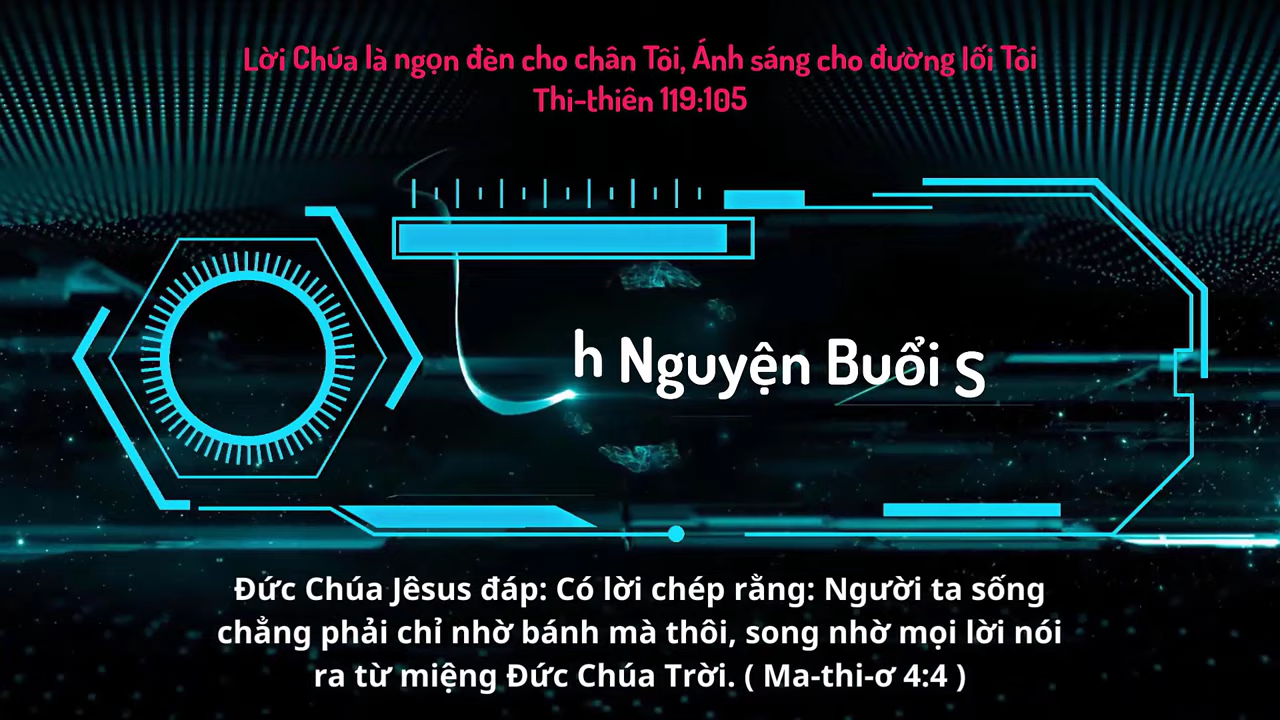 Lời Chúa là ngọn đèn cho chân Tôi, Ánh sáng cho đường lối Tôi
Thi-thiên 119:105
h Nguyện Buổi S
Đức Chúa Jêsus đáp: Có lời chép rằng: Người ta sống
chẳng phải chỉ nhờ bánh mà thôi, song nhờ mọi lời nói
ra từ miệng Đức Chúa Trời. ( Ma-thi-ơ 4:4 )